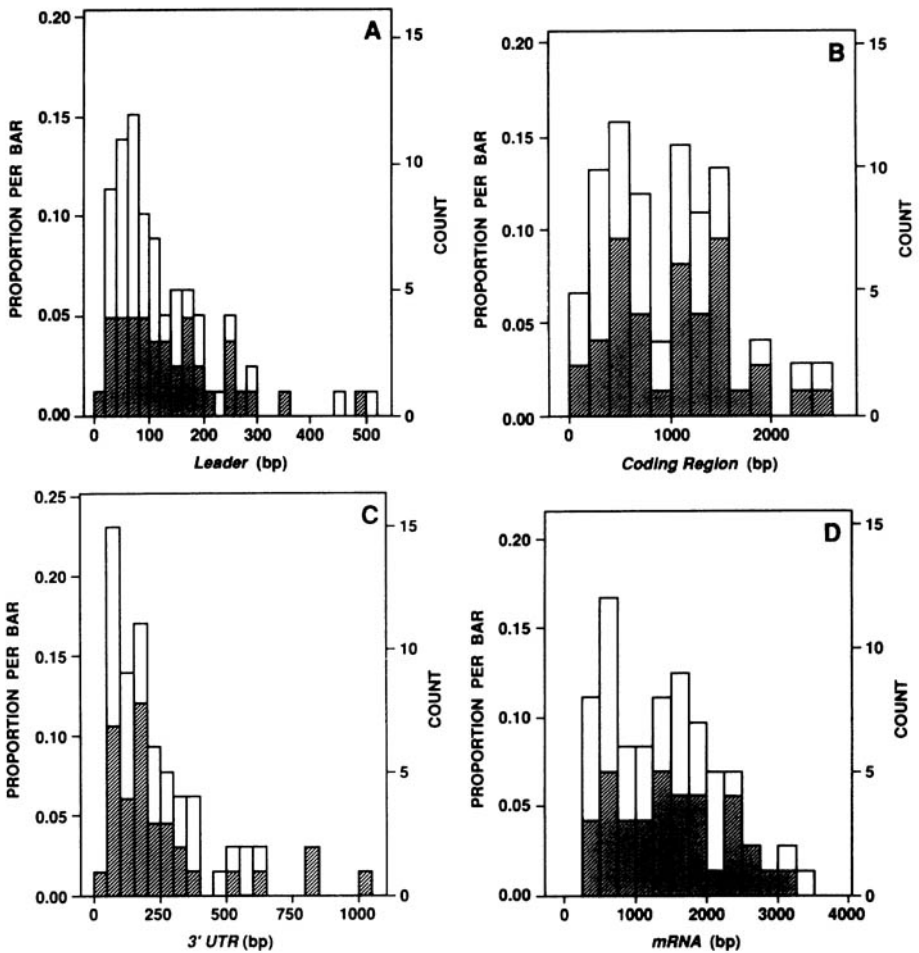 A
PROPORTION PER BAR
0.20
0.15
0.10
0.05
0.00
15
10
5
0
COUNT
0 100 200 300 400 500
Leader (bp)
B
PROPORTION PER BAR
0.20
0.15
0.10
0.05
0.00
15
10
5
0
COUNT
0 1000 2000
Coding Region (bp)
C
PROPORTION PER BAR
0.25
0.20
0.15
0.10
0.05
0.00
15
10
5
0
COUNT
0 250 500 750 1000
3' UTR (bp)
D
PROPORTION PER BAR
0.20
0.15
0.10
0.05
0.00
15
10
5
0
COUNT
0 1000 2000 3000 4000
mRNA (bp)